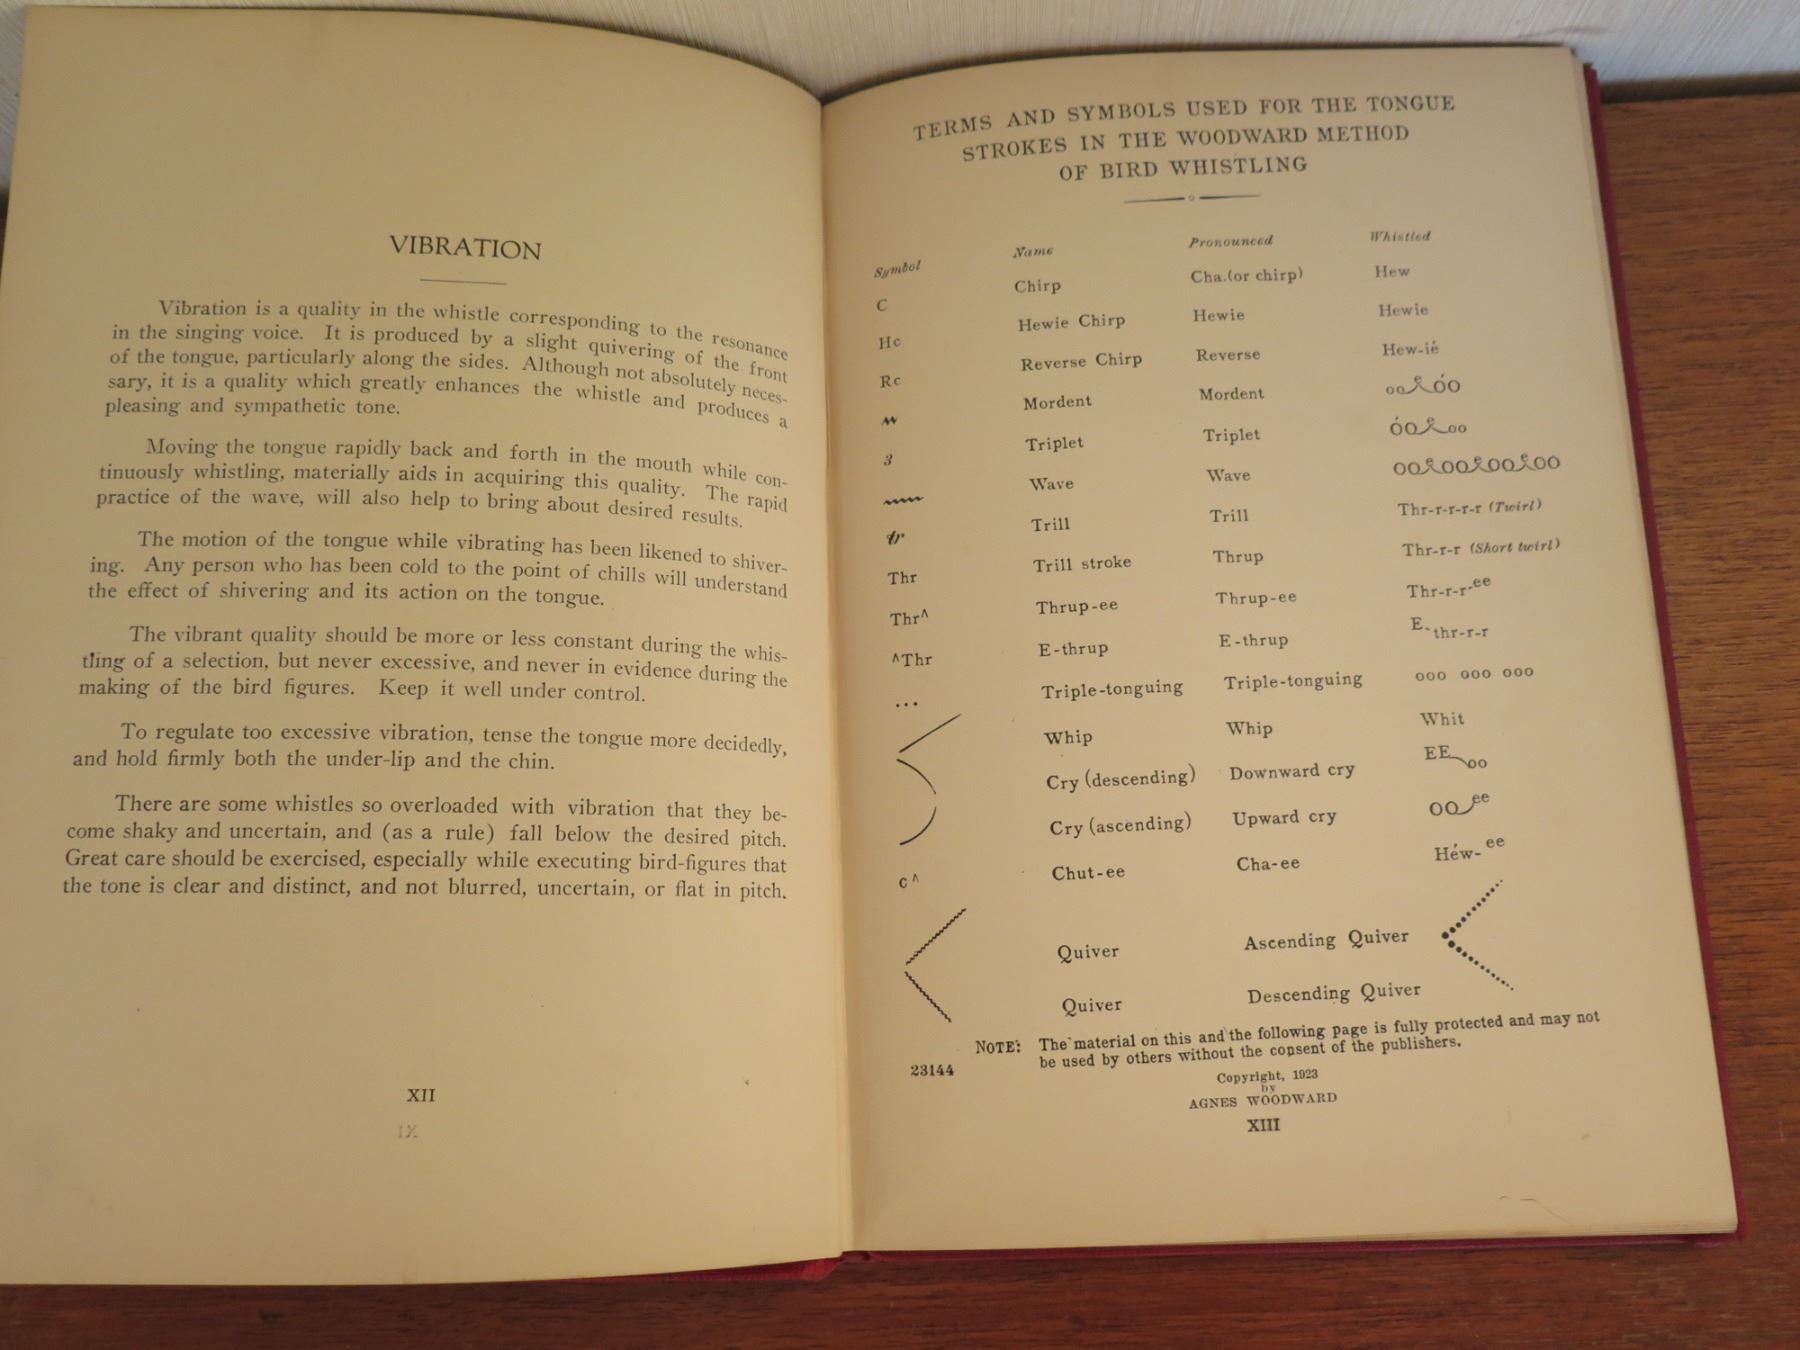 VIBRATION
Vibration is a quality in the whistle corresponding to the resonance
in the singing voice. It is produced by a slight quivering of the front
of the tongue, particularly along the sides. Although not absolutely neces-
sary, it is a quality which greatly enhances the whistle and produces a
pleasing and sympathetic tone.
Moving the tongue rapidly back and forth in the mouth while con-
tinuously whistling, materially aids in acquiring this quality. The rapid
practice of the wave, will also help to bring about desired results.
The motion of the tongue while vibrating has been likened to shiver-
ing. Any person who has been cold to the point of chills will understand
the effect of shivering and its action on the tongue.
The vibrant quality should be more or less constant during the whis-
tling of a selection, but never excessive, and never in evidence during the
making of the bird figures. Keep it well under control.
To regulate too excessive vibration, tense the tongue more decidedly,
and hold firmly both the under-lip and the chin.
There are some whistles so overloaded with vibration that they be-
come shaky and uncertain, and (as a rule) fall below the desired pitch.
Great care should be exercised, especially while executing bird-figures that
the tone is clear and distinct, and not blurred, uncertain, or flat in pitch.
XII
IX
TERMS AND SYMBOLS USED FOR THE TONGUE
STROKES IN THE WOODWARD METHOD
OF BIRD WHISTLING
Symbol Name Pronounced Whistled
C Chirp Cha.(or chirp) Hew
Hc Hewie Chirp Hewie Hewie
Rc Reverse Chirp Reverse Hew-ié
Mordent Mordent oo e óo
3 Triplet Triplet óo e oo
Wave Wave oo e oo e oo e oo
tr Trill Trill Thr-r-r-r-r (Twirl)
Thr Trill stroke Thrup Thr-r-r (Short twirl)
Thr^ Thrup-ee Thrup-ee Thr-r-r-ee
^Thr E-thrup E-thrup E-thr-r-r
... Triple-tonguing Triple-tonguing ooo ooo ooo
Whip Whip Whit
Cry (descending) Downward cry EE oo
Cry (ascending) Upward cry oo ee
c^ Chut-ee Cha-ee Héw-ee
Quiver Ascending Quiver
Quiver Descending Quiver
NOTE: The material on this and the following page is fully protected and may not
be used by others without the consent of the publishers.
23144
Copyright, 1923
by
AGNES WOODWARD
XIII